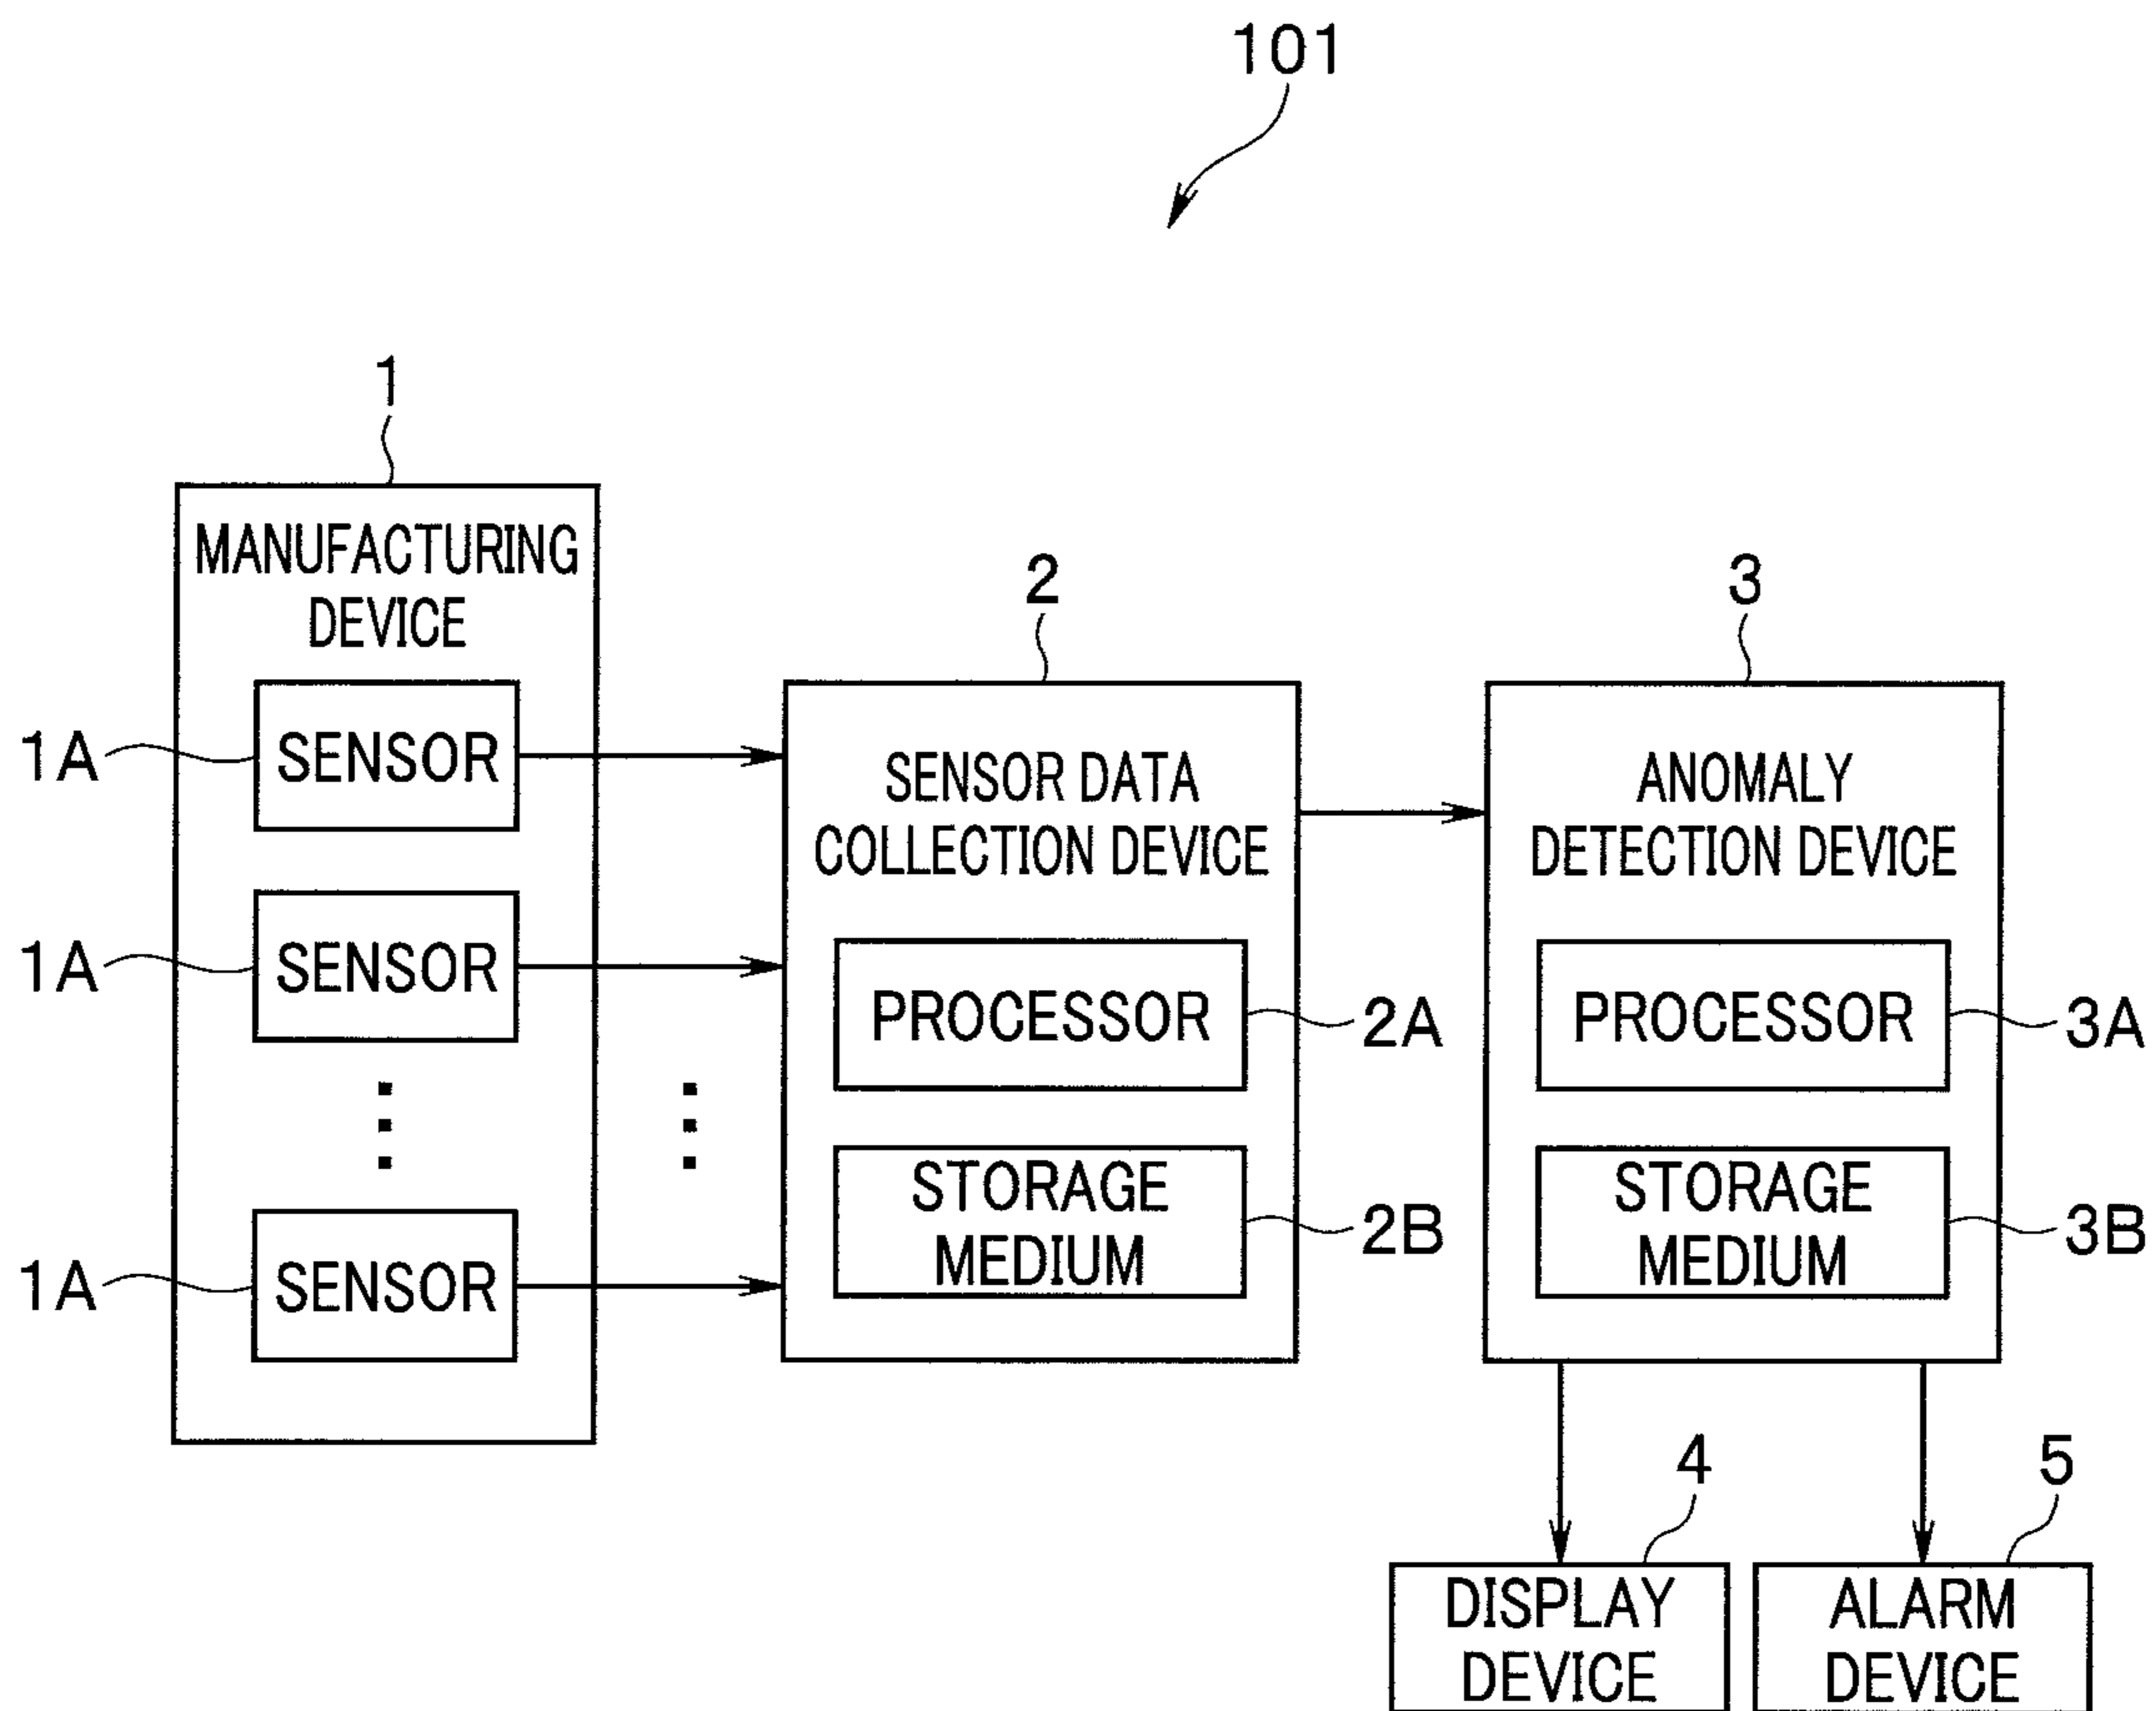 101
1
MANUFACTURING
DEVICE
1A
SENSOR
1A
SENSOR
1A
SENSOR
2
SENSOR DATA
COLLECTION DEVICE
PROCESSOR
2A
STORAGE
MEDIUM
2B
3
ANOMALY
DETECTION DEVICE
PROCESSOR
3A
STORAGE
MEDIUM
3B
4
DISPLAY
DEVICE
5
ALARM
DEVICE